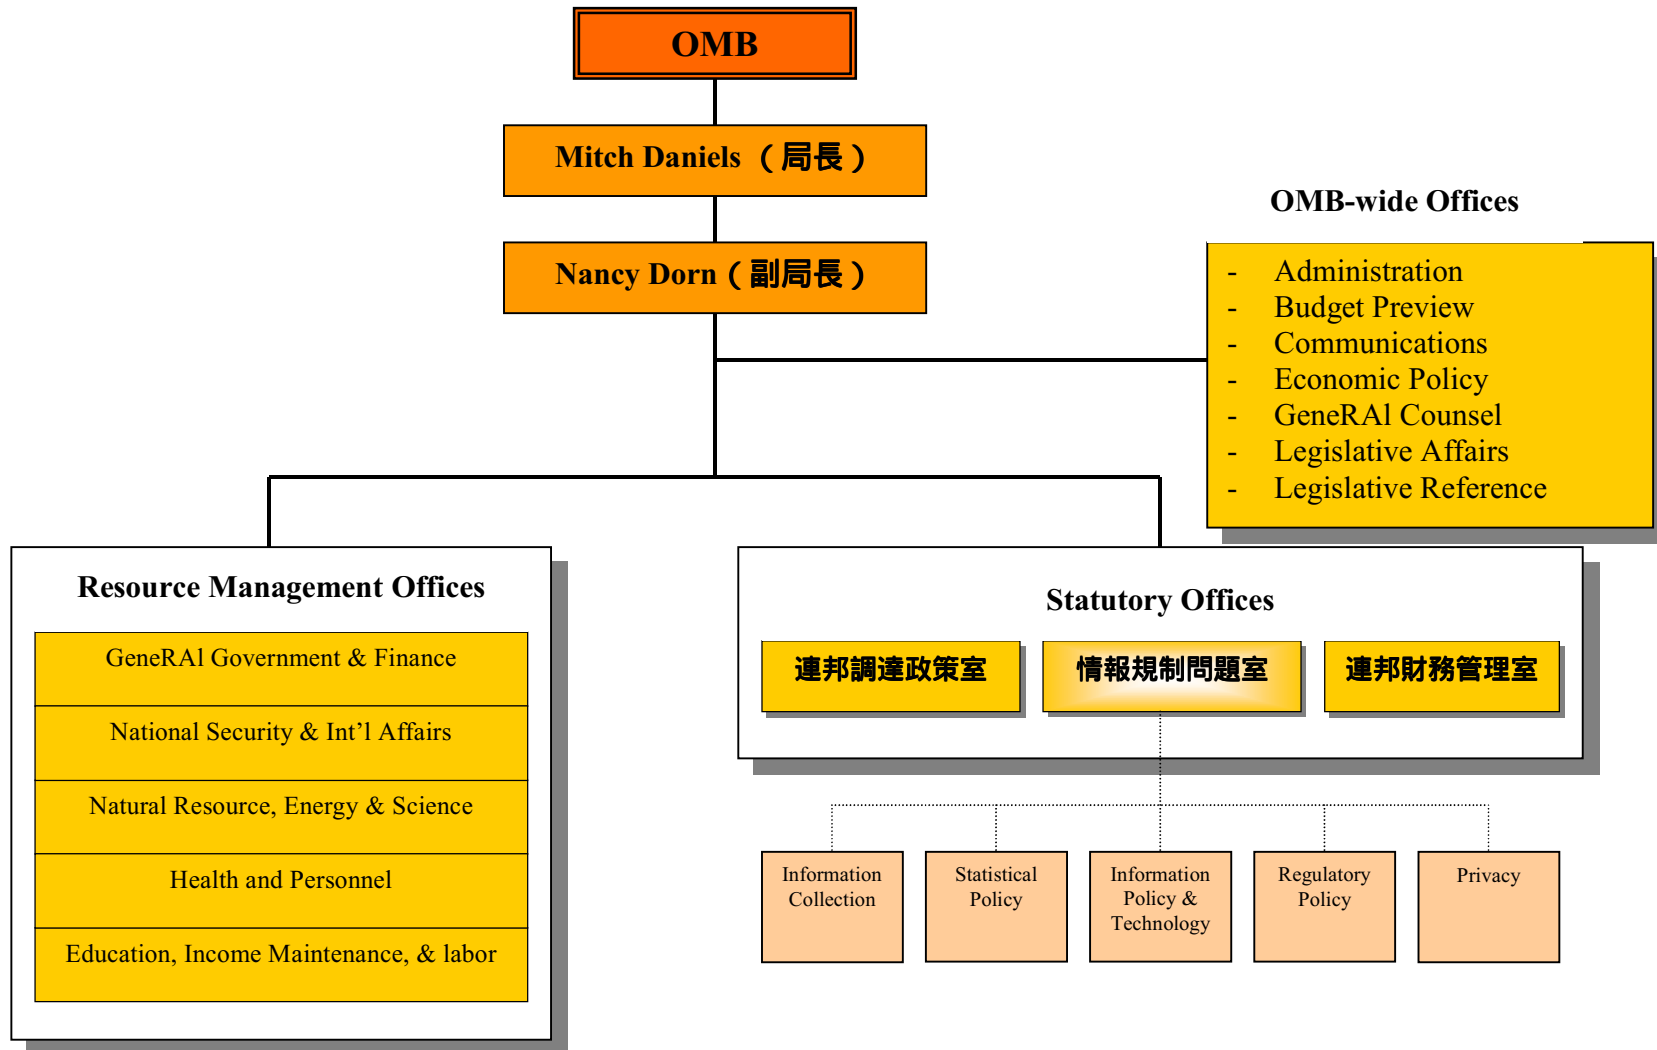 OMB
Mitch Daniels （局長）
Nancy Dorn（副局長）
OMB-wide Offices
- Administration
- Budget Preview
- Communications
- Economic Policy
- GeneRAl Counsel
- Legislative Affairs
- Legislative Reference
Resource Management Offices
GeneRAl Government & Finance
National Security & Int’l Affairs
Natural Resource, Energy & Science
Health and Personnel
Education, Income Maintenance, & labor
Statutory Offices
連邦調達政策室
情報規制問題室
連邦財務管理室
Information
Collection
Statistical
Policy
Information
Policy &
Technology
Regulatory
Policy
Privacy